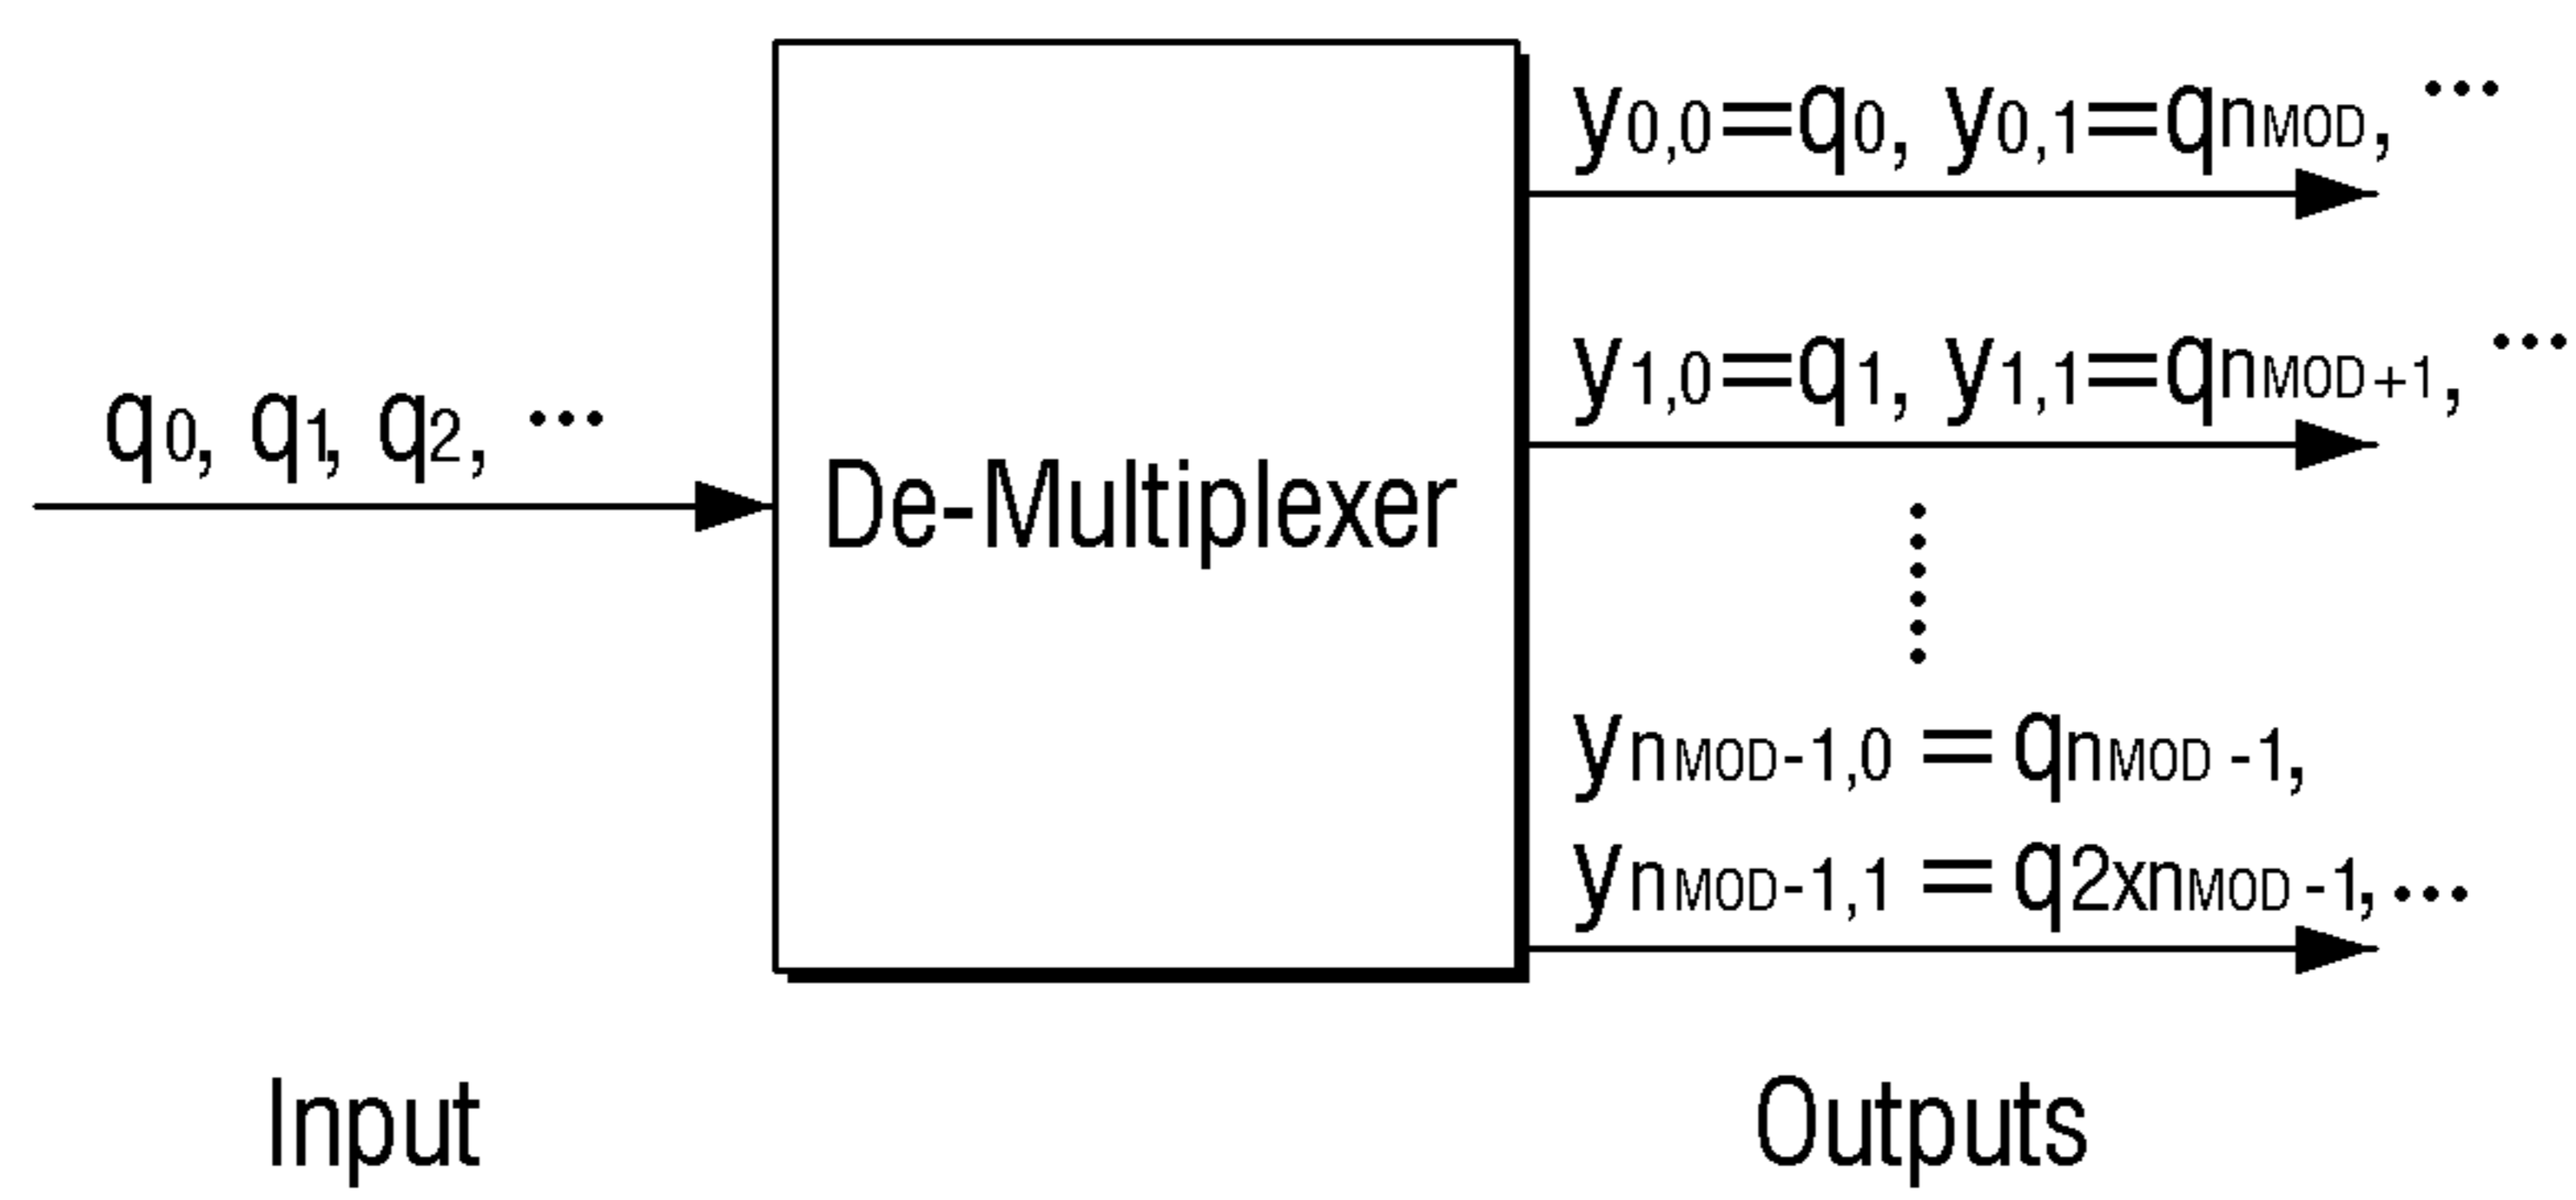 y0,0=q0, y0,1=qnMOD, ...
y1,0=q1, y1,1=qnMOD+1, ...
q0, q1, q2, ...
De-Multiplexer
ynMOD-1,0 = qnMOD -1,
ynMOD-1,1 = q2xnMOD -1, ...
Input
Outputs